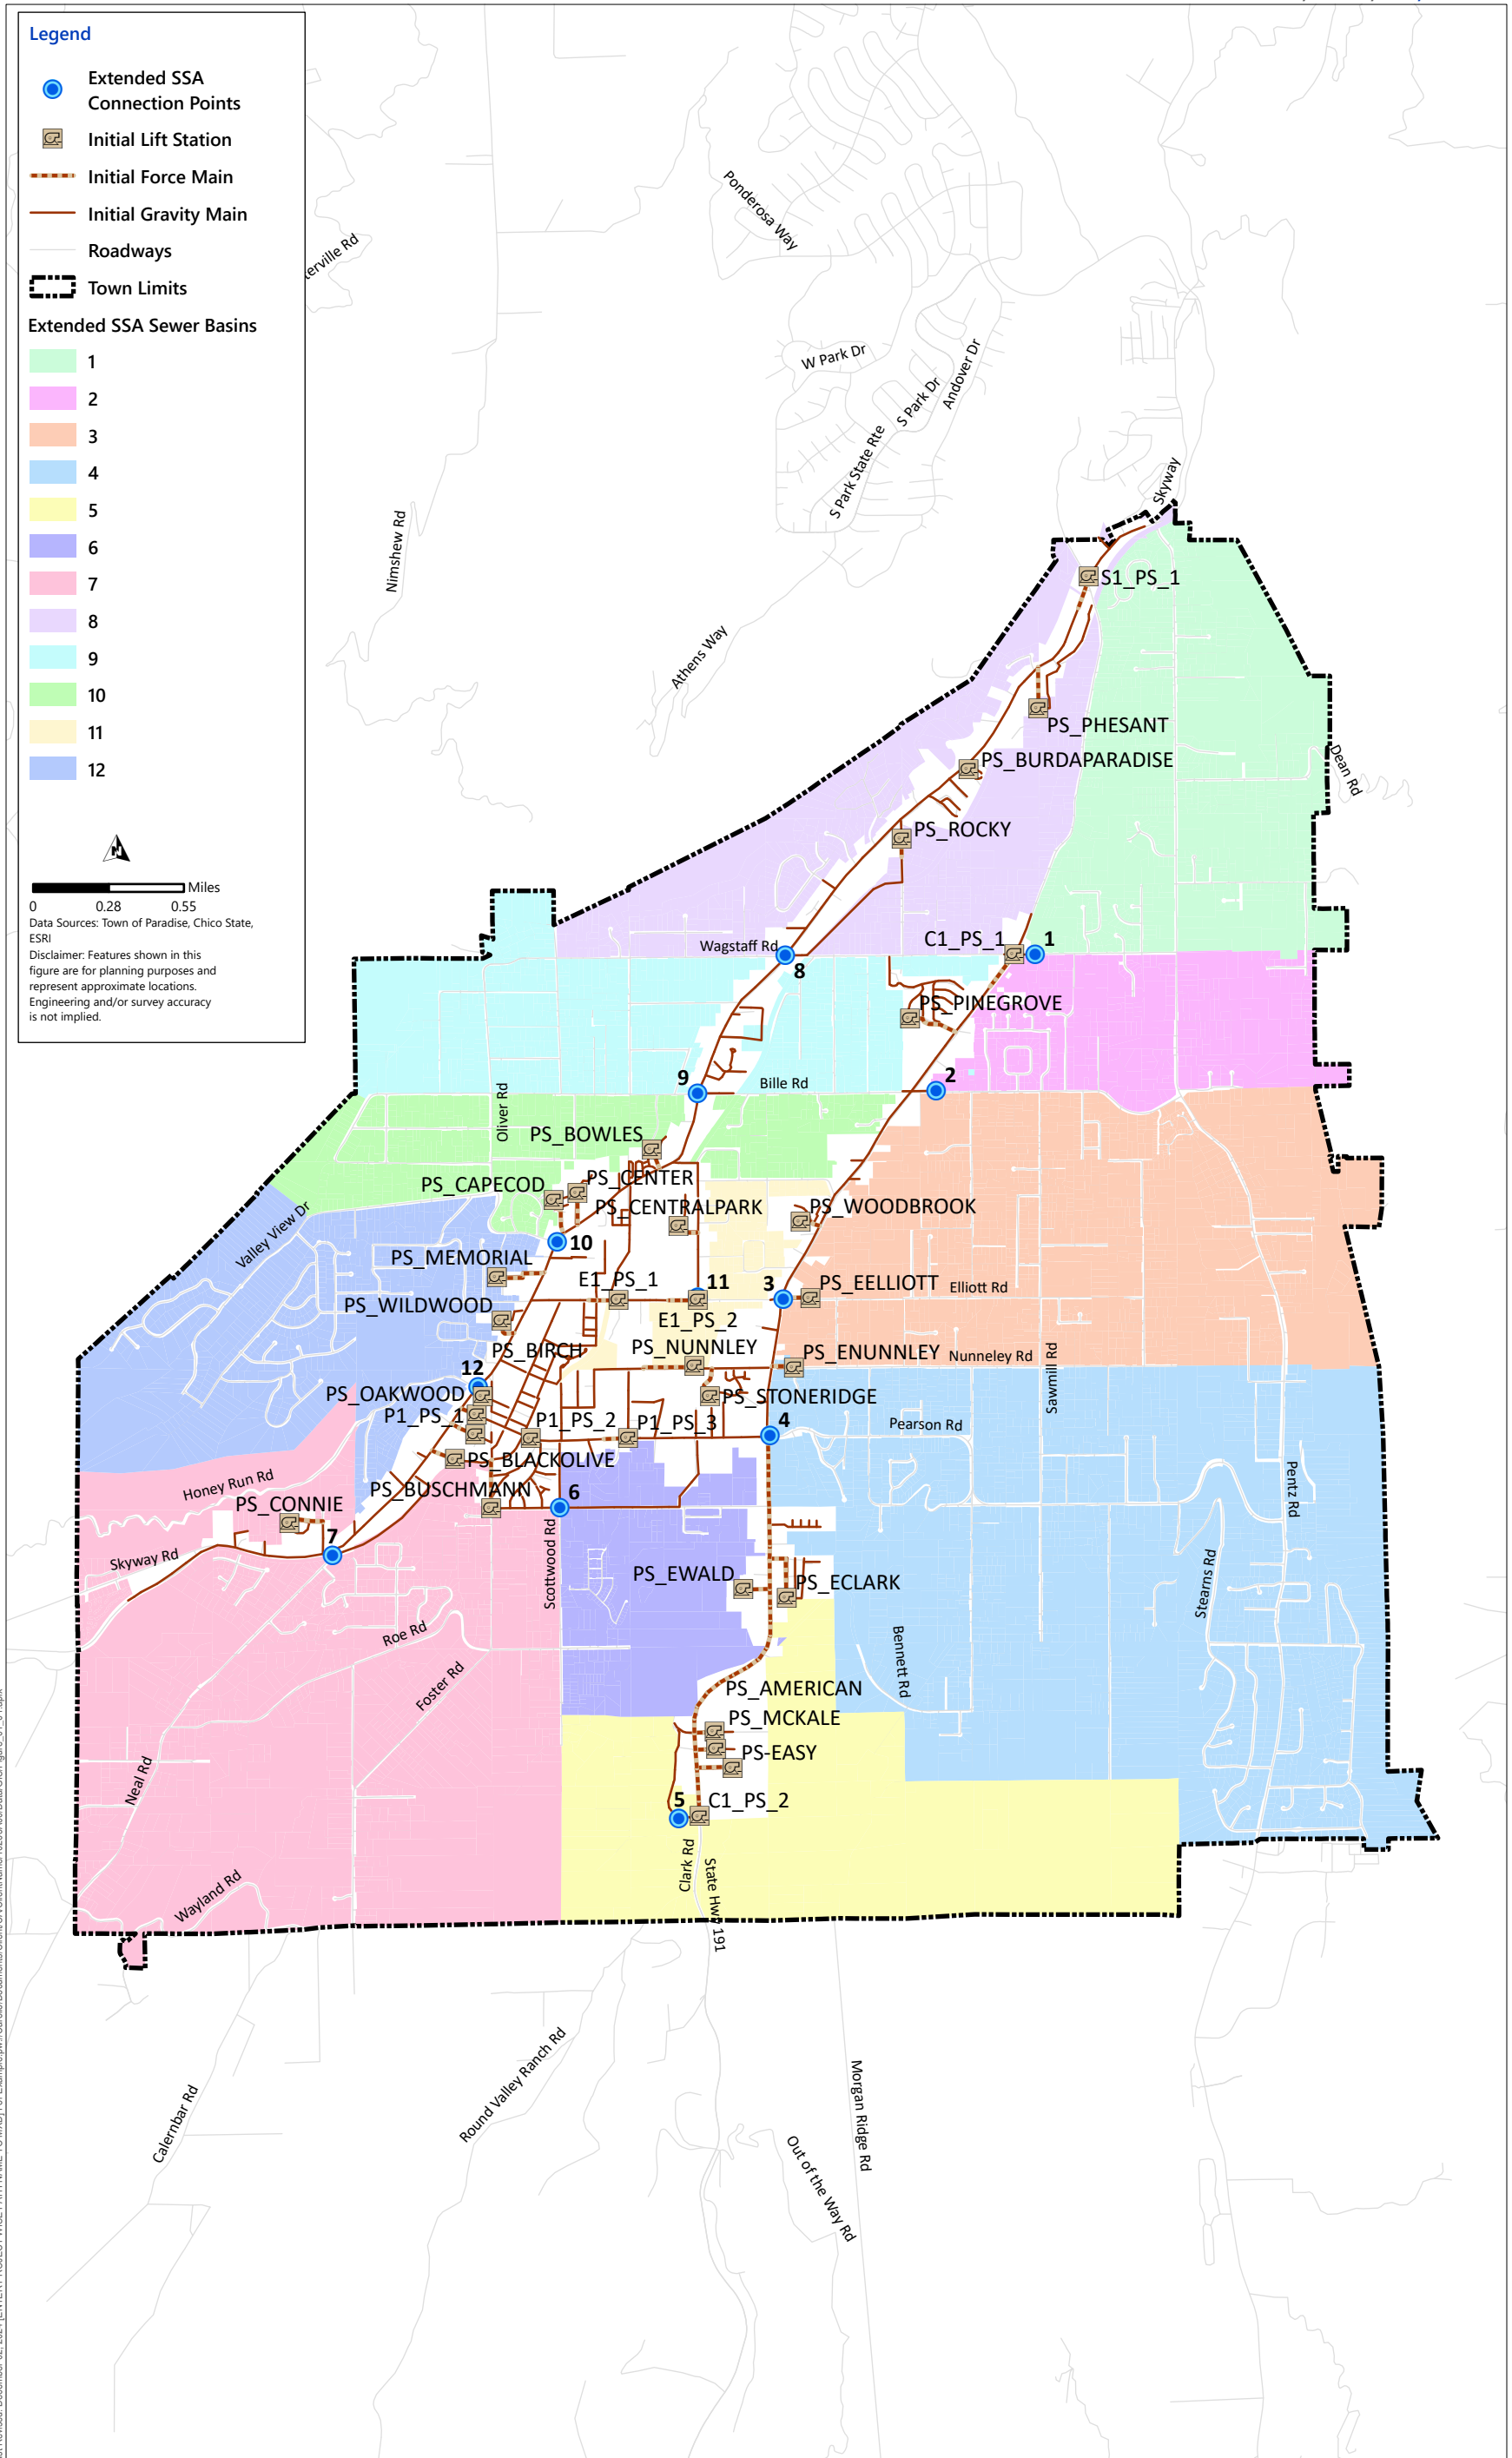 Legend
Extended SSA
Connection Points
Initial Lift Station
Initial Force Main
Initial Gravity Main
Roadways
Town Limits
Extended SSA Sewer Basins
1
2
3
4
5
6
7
8
9
10
11
12
Miles
0 0.28 0.55
Data Sources: Town of Paradise, Chico State,
ESRI
Disclaimer: Features shown in this
figure are for planning purposes and
represent approximate locations.
Engineering and/or survey accuracy
is not implied.
Ponderosa Way
W Park Dr
S Park Dr
Andover Dr
S Park State Rte
Skyway
Nimshew Rd
Athens Way
S1_PS_1
PS_PHESANT
Dean Rd
PS_BURDAPARADISE
PS_ROCKY
C1_PS_1
1
Wagstaff Rd
8
PS_PINEGROVE
2
9
Bille Rd
Oliver Rd
PS_BOWLES
PS_CAPECOD
PS_CENTER
PS_CENTRALPARK
PS_WOODBROOK
Valley View Dr
10
PS_MEMORIAL
E1_PS_1
11
3
PS_EELLIOTT
Elliott Rd
PS_WILDWOOD
E1_PS_2
PS_BIRCH
PS_NUNNLEY
PS_ENUNNLEY
Nunneley Rd
Sawmill Rd
12
PS_OAKWOOD
PS_STONERIDGE
P1_PS_1
P1_PS_2
P1_PS_3
4
Pearson Rd
PS_BLACKOLIVE
Honey Run Rd
PS_BUSCHMANN
PS_CONNIE
6
Pentz Rd
7
Skyway Rd
Scottwood Rd
PS_EWALD
PS_ECLARK
Stearns Rd
Roe Rd
Bennett Rd
Foster Rd
PS_AMERICAN
PS_MCKALE
PS-EASY
Neal Rd
5
C1_PS_2
Clark Rd
State Hwy 191
Wayland Rd
Round Valley Ranch Rd
Calernbar Rd
Morgan Ridge Rd
Out of the Way Rd